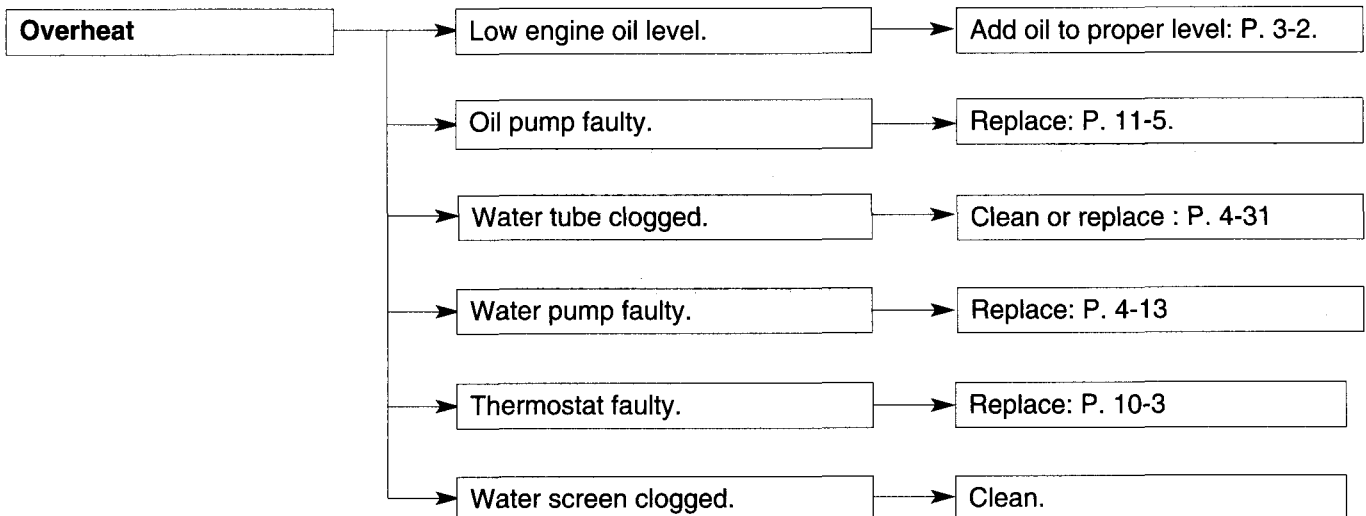 Overheat
Low engine oil level.
Add oil to proper level: P. 3-2.
Oil pump faulty.
Replace: P. 11-5.
Water tube clogged.
Clean or replace : P. 4-31
Water pump faulty.
Replace: P. 4-13
Thermostat faulty.
Replace: P. 10-3
Water screen clogged.
Clean.